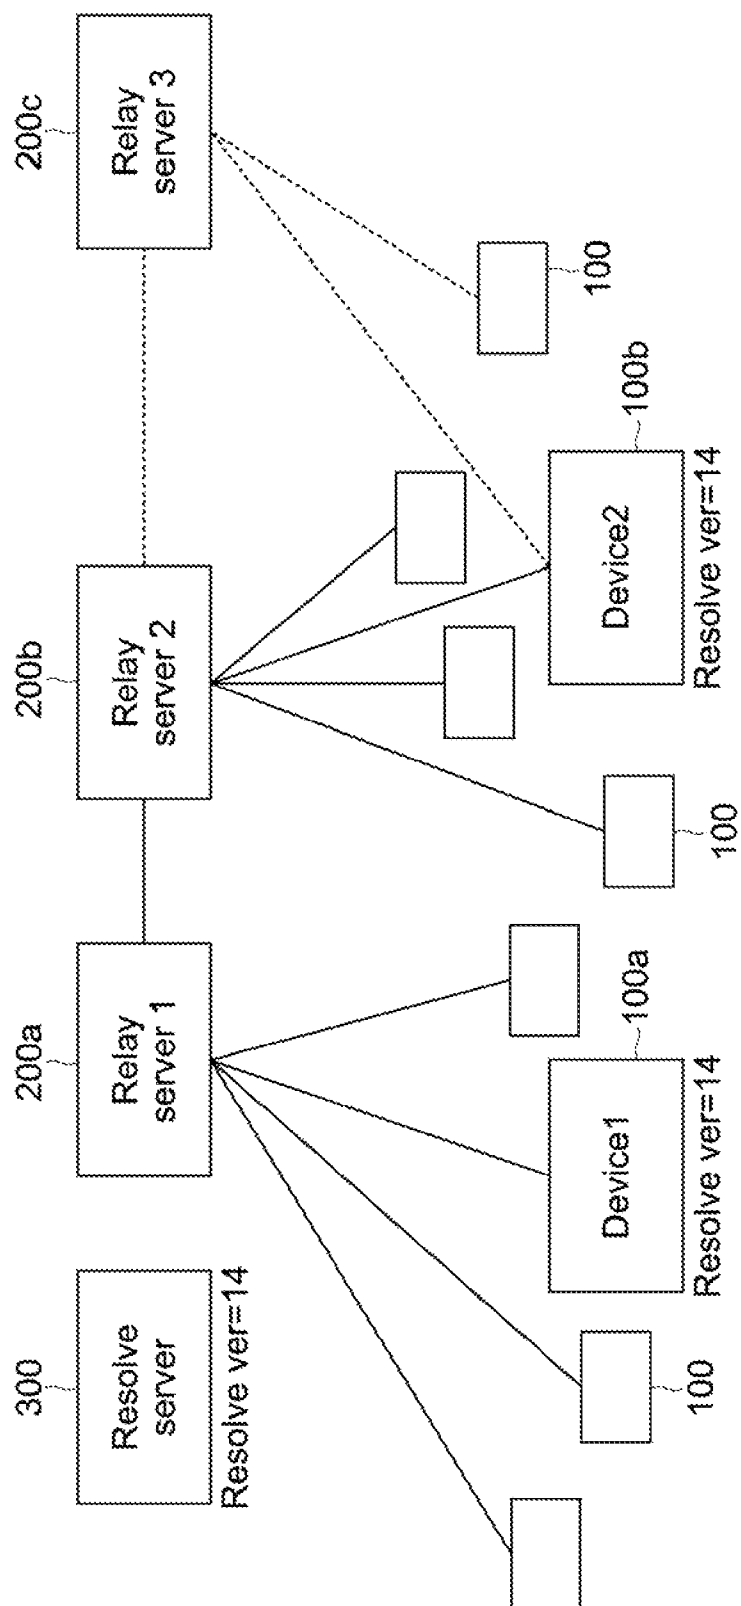 300
Resolve
server
Resolve ver=14
200a
Relay
server 1
200b
Relay
server 2
200c
Relay
server 3
100
Device1
100a
Resolve ver=14
100
Device2
100b
Resolve ver=14
100